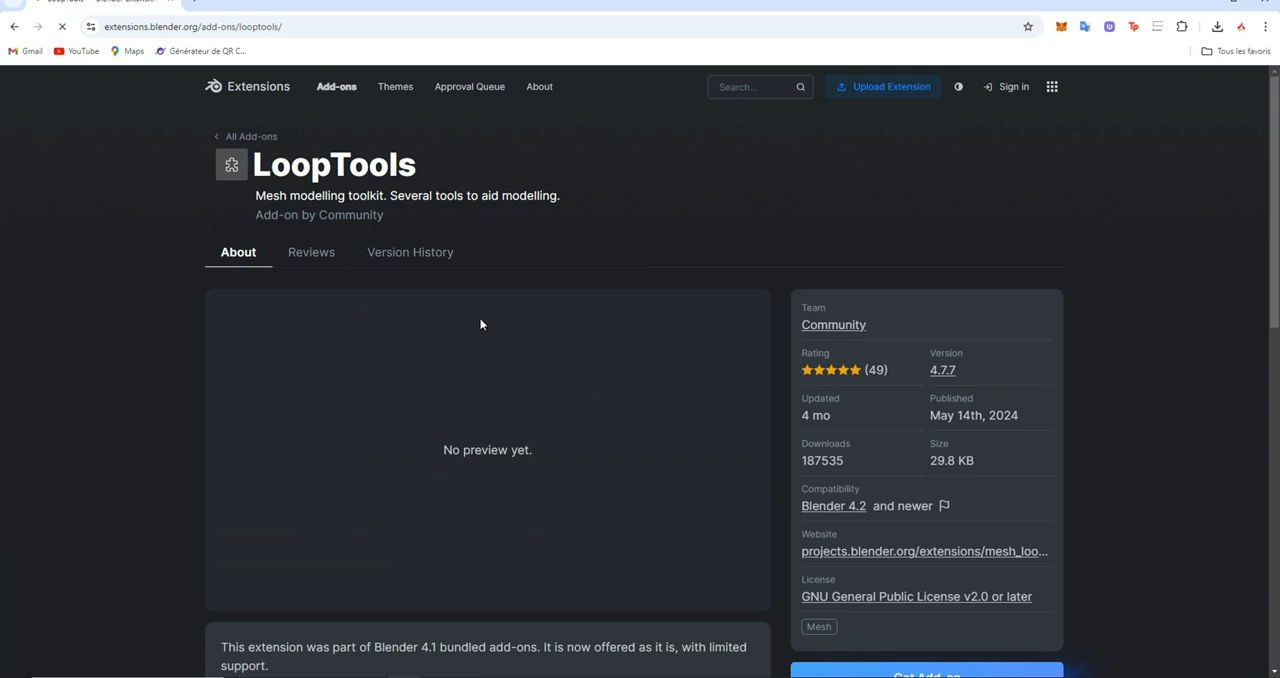 extensions.blender.org/add-ons/looptools/
Gmail YouTube Maps Générateur de QR C... Tous les favoris
Extensions Add-ons Themes Approval Queue About Search... Upload Extension Sign in
All Add-ons
LoopTools
Mesh modelling toolkit. Several tools to aid modelling.
Add-on by Community
About Reviews Version History
No preview yet.
This extension was part of Blender 4.1 bundled add-ons. It is now offered as it is, with limited
support.
Team
Community
Rating Version
(49) 4.7.7
Updated Published
4 mo May 14th, 2024
Downloads Size
187535 29.8 KB
Compatibility
Blender 4.2 and newer
Website
projects.blender.org/extensions/mesh_loo...
License
GNU General Public License v2.0 or later
Mesh
Get Add-on